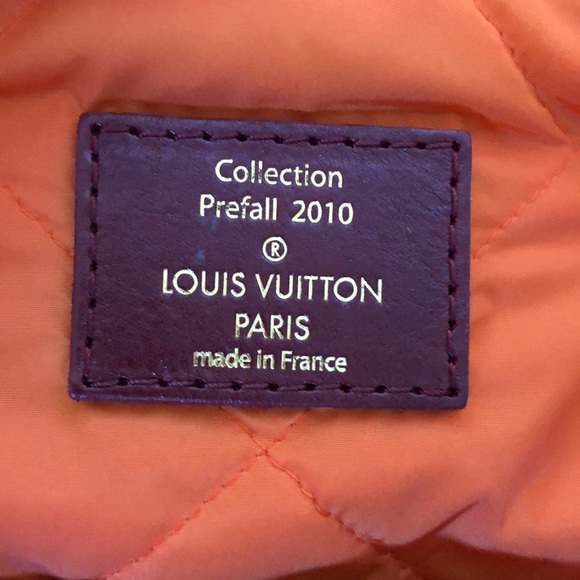 Collection
Prefall 2010
®
LOUIS VUITTON
PARIS
made in France